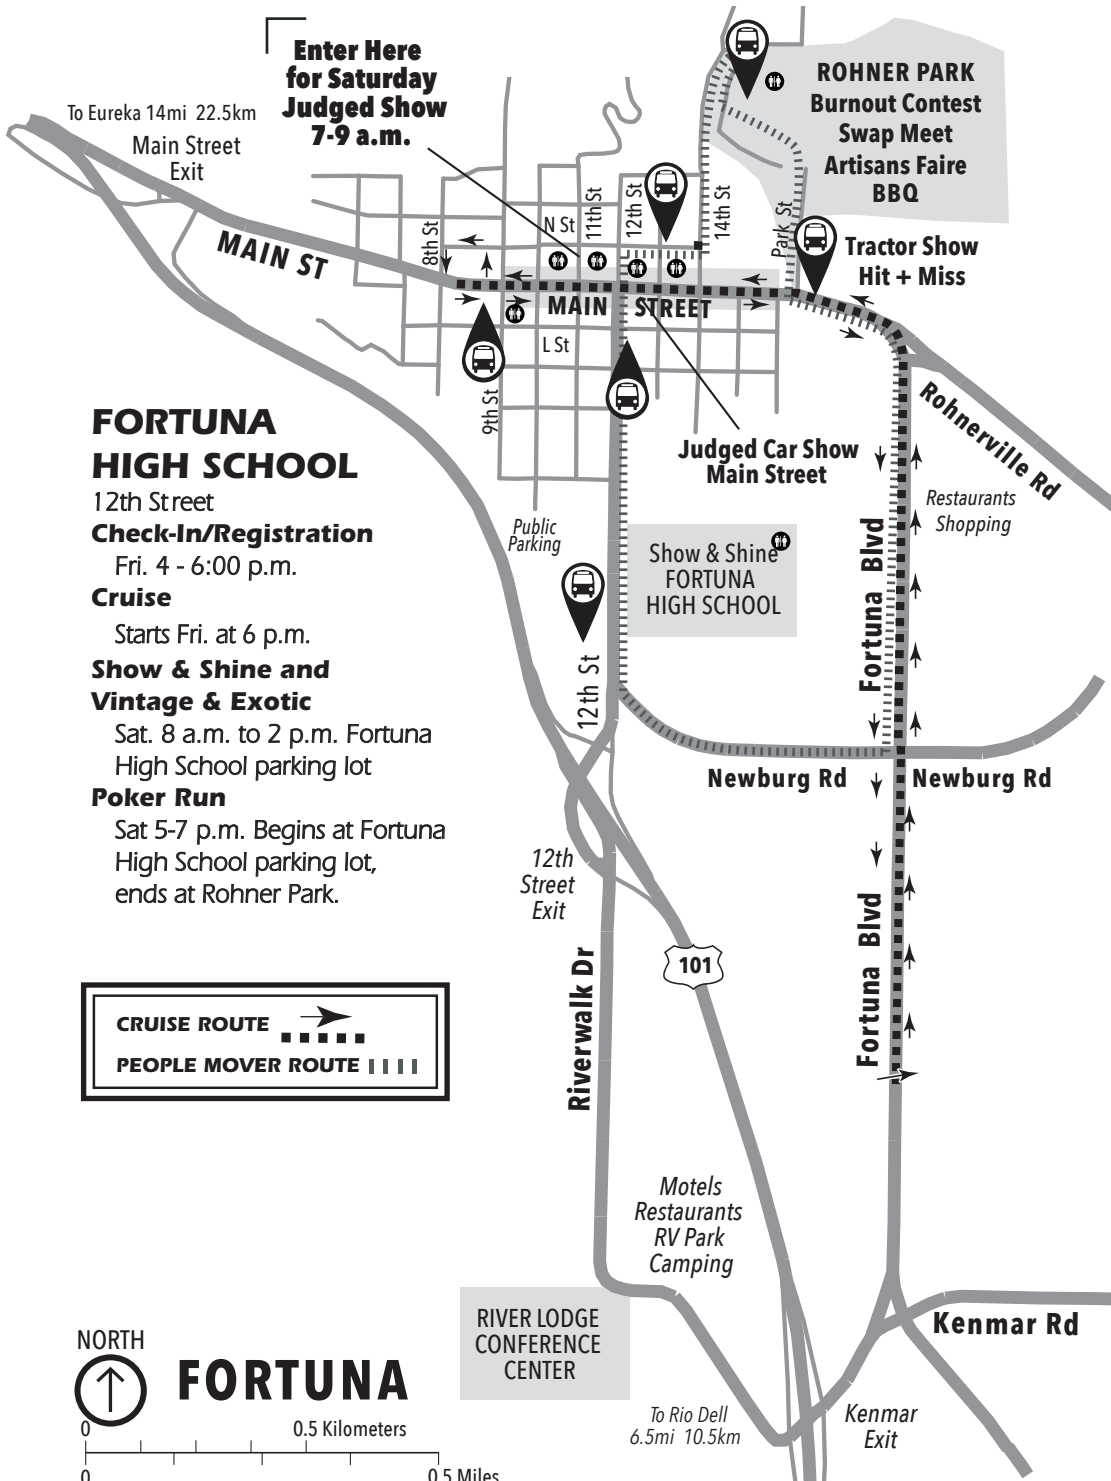 Enter Here
for Saturday
Judged Show
7-9 a.m.
ROHNER PARK
Burnout Contest
Swap Meet
Artisans Faire
BBQ
To Eureka 14mi  22.5km
Main Street
Exit
MAIN ST
8th St
N St
11th St
12th St
14th St
Park St
Tractor Show
Hit + Miss
MAIN STREET
L St
9th St
Rohnerville Rd
Judged Car Show
Main Street
Restaurants
Shopping
FORTUNA
HIGH SCHOOL
12th Street
Check-In/Registration
Fri. 4 - 6:00 p.m.
Cruise
Starts Fri. at 6 p.m.
Show & Shine and
Vintage & Exotic
Sat. 8 a.m. to 2 p.m. Fortuna
High School parking lot
Poker Run
Sat 5-7 p.m. Begins at Fortuna
High School parking lot,
ends at Rohner Park.
Public
Parking
Show & Shine
FORTUNA
HIGH SCHOOL
Fortuna Blvd
12th St
Newburg Rd
Newburg Rd
12th
Street
Exit
Fortuna Blvd
101
Riverwalk Dr
CRUISE ROUTE
PEOPLE MOVER ROUTE
Motels
Restaurants
RV Park
Camping
RIVER LODGE
CONFERENCE
CENTER
Kenmar Rd
To Rio Dell
6.5mi  10.5km
Kenmar
Exit
NORTH
FORTUNA
0 0.5 Kilometers
0 0.5 Miles